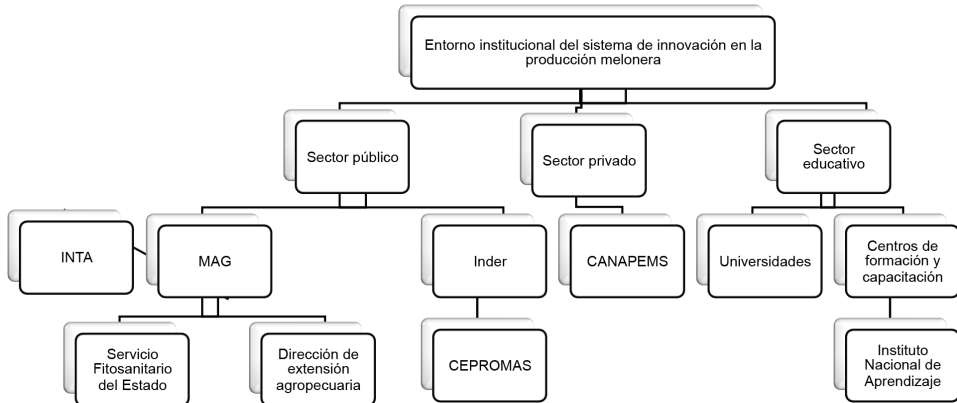 Entorno institucional del sistema de innovación en la
producción melonera
Sector público
Sector privado
Sector
educativo
INTA
MAG
Inder
CANAPEMS
Universidades
Centros de
formación y
capacitación
Servicio
Fitosanitario
del Estado
Dirección de
extensión
agropecuaria
CEPROMAS
Instituto
Nacional de
Aprendizaje